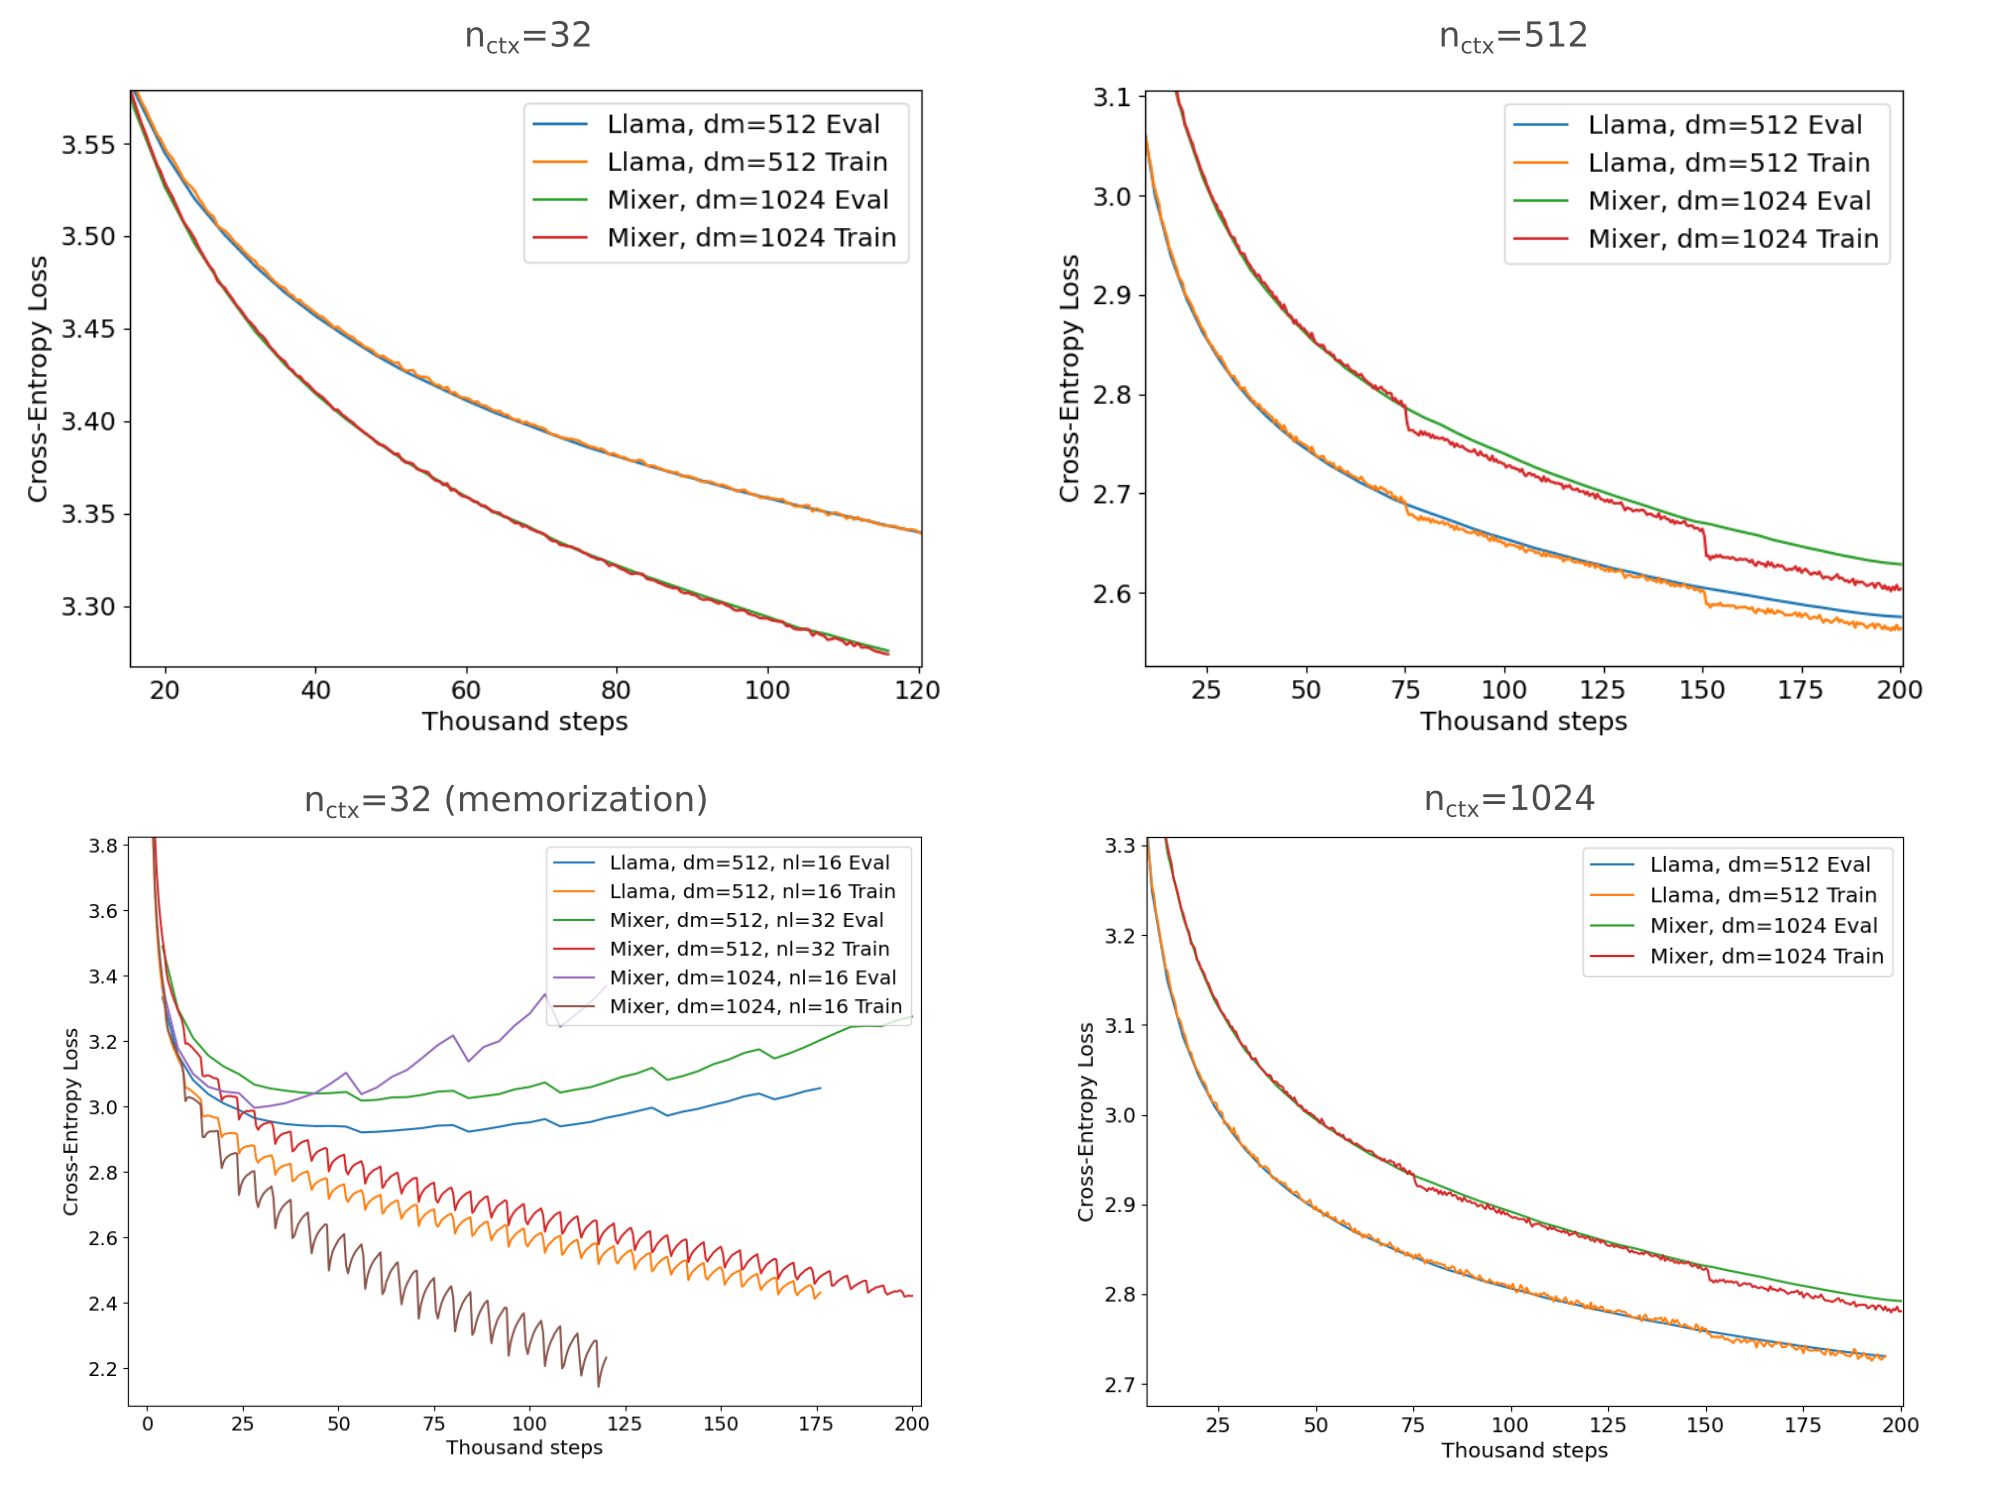 n_ctx=32
Llama, dm=512 Eval
Llama, dm=512 Train
Mixer, dm=1024 Eval
Mixer, dm=1024 Train
Cross-Entropy Loss
3.55
3.50
3.45
3.40
3.35
3.30
20 40 60 80 100 120
Thousand steps
n_ctx=512
Llama, dm=512 Eval
Llama, dm=512 Train
Mixer, dm=1024 Eval
Mixer, dm=1024 Train
Cross-Entropy Loss
3.1
3.0
2.9
2.8
2.7
2.6
25 50 75 100 125 150 175 200
Thousand steps
n_ctx=32 (memorization)
Llama, dm=512, nl=16 Eval
Llama, dm=512, nl=16 Train
Mixer, dm=512, nl=32 Eval
Mixer, dm=512, nl=32 Train
Mixer, dm=1024, nl=16 Eval
Mixer, dm=1024, nl=16 Train
Cross-Entropy Loss
3.8
3.6
3.4
3.2
3.0
2.8
2.6
2.4
2.2
0 25 50 75 100 125 150 175 200
Thousand steps
n_ctx=1024
Llama, dm=512 Eval
Llama, dm=512 Train
Mixer, dm=1024 Eval
Mixer, dm=1024 Train
Cross-Entropy Loss
3.3
3.2
3.1
3.0
2.9
2.8
2.7
25 50 75 100 125 150 175 200
Thousand steps